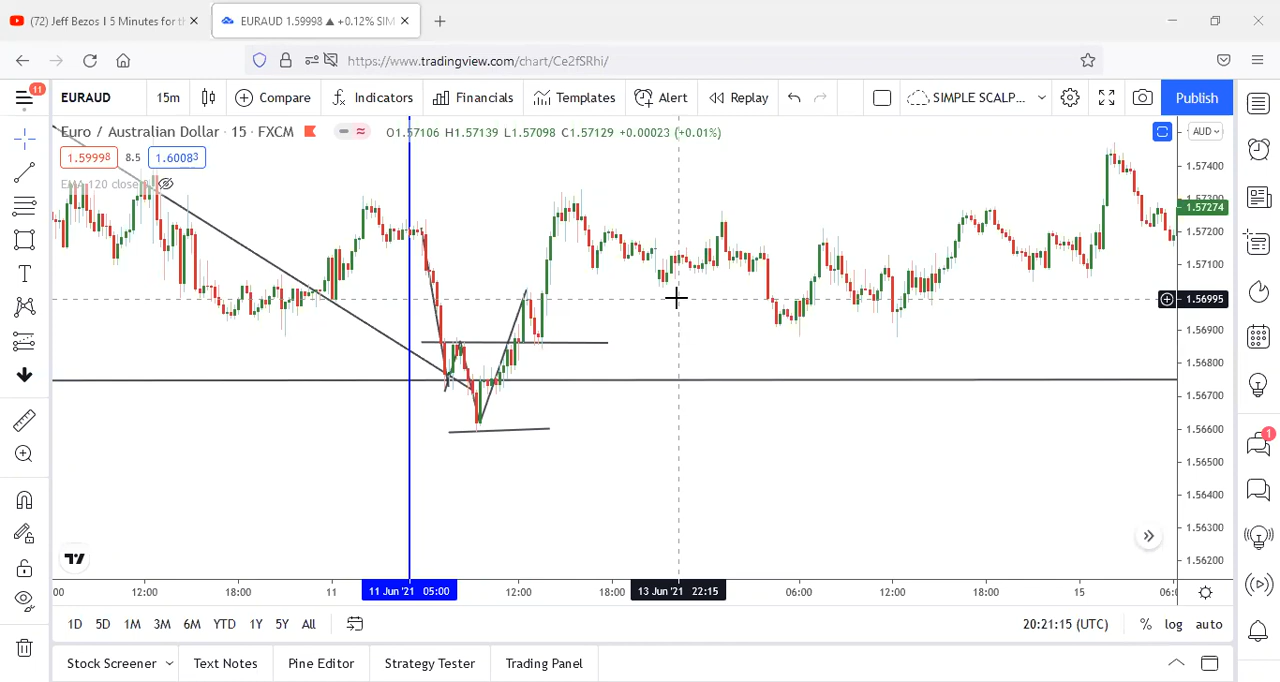 (72) Jeff Bezos I 5 Minutes for th
EURAUD 1.59998 ▲ +0.12% SIM
https://www.tradingview.com/chart/Ce2fSRhi/
11
EURAUD
15m
Compare
Indicators
Financials
Templates
Alert
Replay
SIMPLE SCALP...
Publish
Euro / Australian Dollar · 15 · FXCM
O1.57106 H1.57139 L1.57098 C1.57129 +0.00023 (+0.01%)
AUD
1.59998
8.5
1.60083
EMA 120 close
1.57400
1.57300
1.57274
1.57200
1.57100
1.56995
1.56900
1.56800
1.56700
1.56600
1.56500
1.56400
1.56300
1.56200
1
:00
12:00
18:00
11
11 Jun '21 05:00
12:00
18:00
13 Jun '21 22:15
06:00
12:00
18:00
15
06:0
1D
5D
1M
3M
6M
YTD
1Y
5Y
All
20:21:15 (UTC)
%
log
auto
Stock Screener
Text Notes
Pine Editor
Strategy Tester
Trading Panel